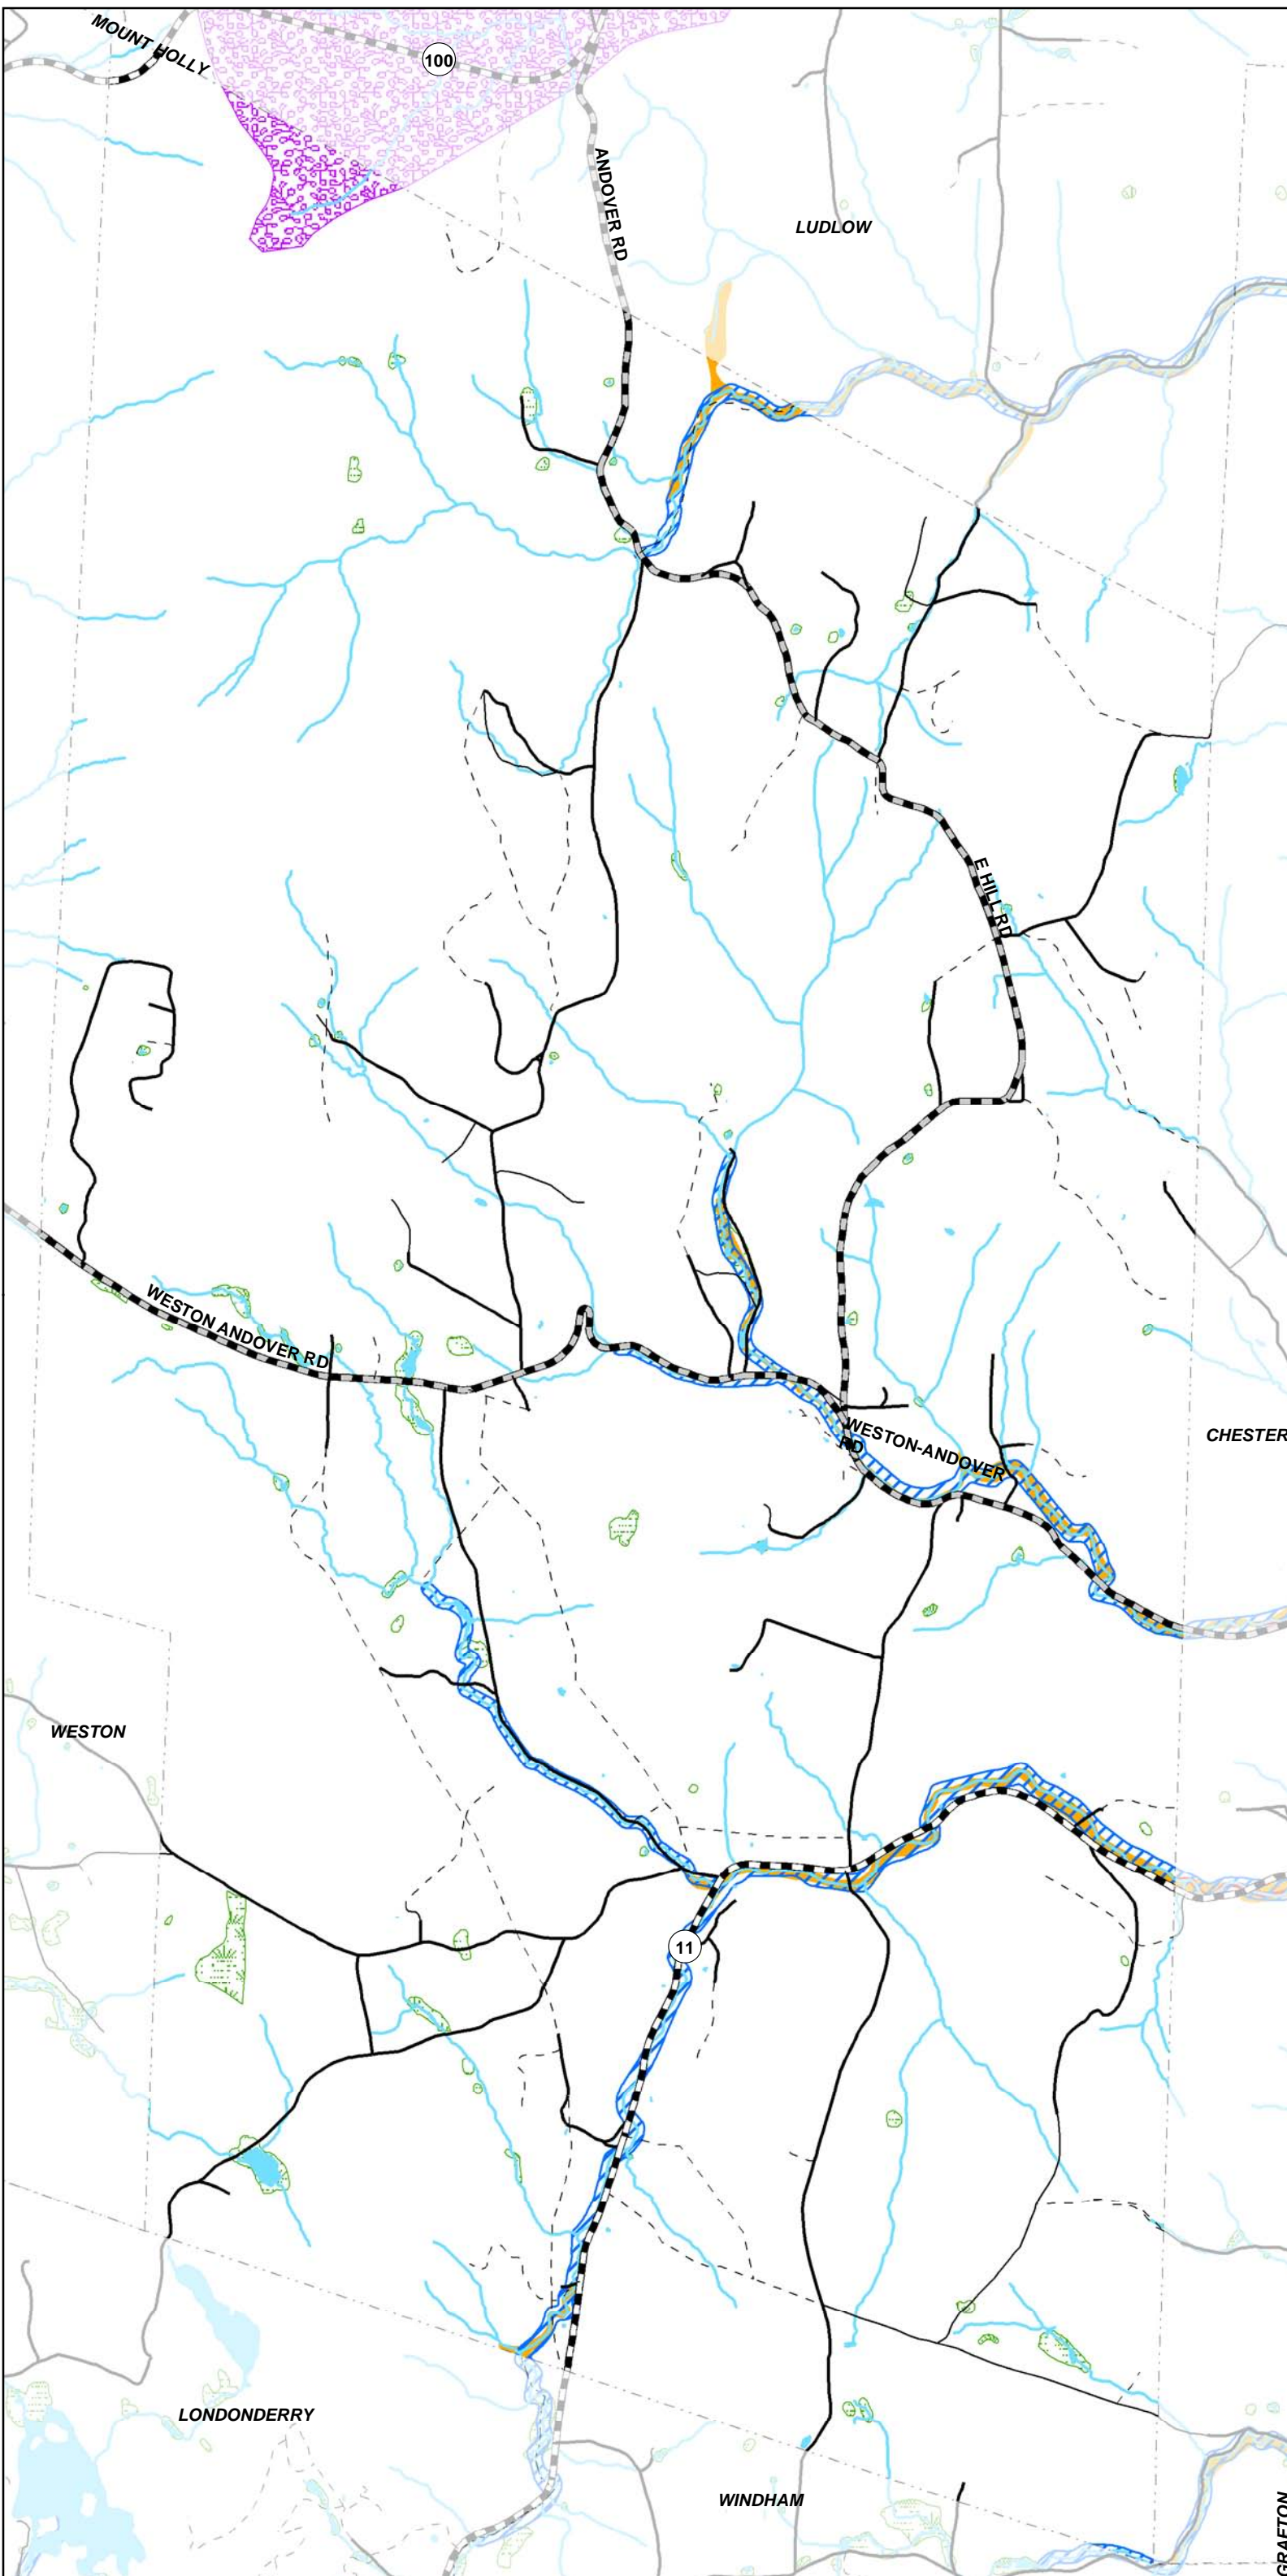 MOUNT HOLLY
100
ANDOVER RD
LUDLOW
E HILL RD
WESTON ANDOVER RD
WESTON-ANDOVER
RD
CHESTER
WESTON
11
LONDONDERRY
WINDHAM
RAFTON